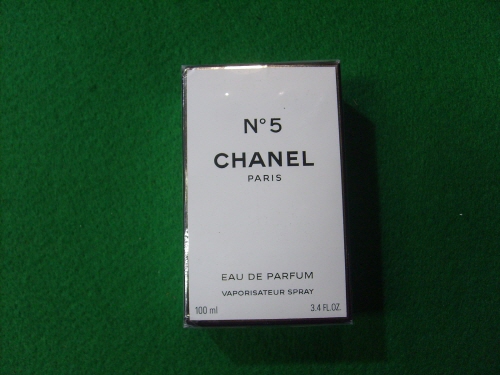 N°5
CHANEL
PARIS
EAU DE PARFUM
VAPORISATEUR SPRAY
100 ml 3.4 FL.OZ.